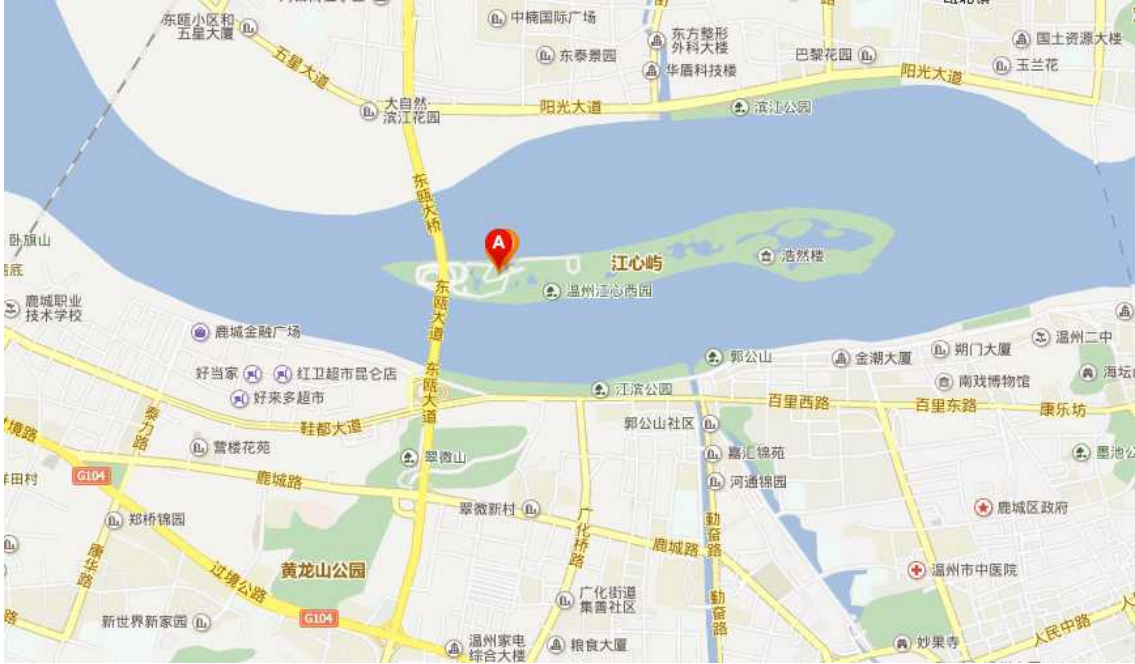 东瓯小区和
五星大厦
中楠国际广场
东方整形
外科大楼
国土资源大楼
东泰景园
巴黎花园
华盾科技楼
玉兰花
五星大道
阳光大道
大自然
滨江花园
阳光大道
滨江公园
东瓯大桥
卧旗山
A
江心屿
浩然楼
温州江心西园
鹿城职业
技术学校
东瓯大道
鹿城金融广场
温州二中
朔门大厦
郭公山
金潮大厦
好当家
红卫超市昆仑店
东瓯大道
南戏博物馆
江滨公园
好来多超市
百里西路
百里东路
康乐坊
泰力路
鞋都大道
郭公山社区
营楼花苑
嘉汇锦苑
翠微山
G104
鹿城路
河通锦园
翠微新村
鹿城区政府
郑桥锦园
广化桥路
勤奋路
鹿城路
康华路
黄龙山公园
过境公路
温州市中医院
广化街道
集善社区
勤奋路
G104
新世界新家园
温州家电
综合大楼
粮食大厦
妙果寺
人民中路